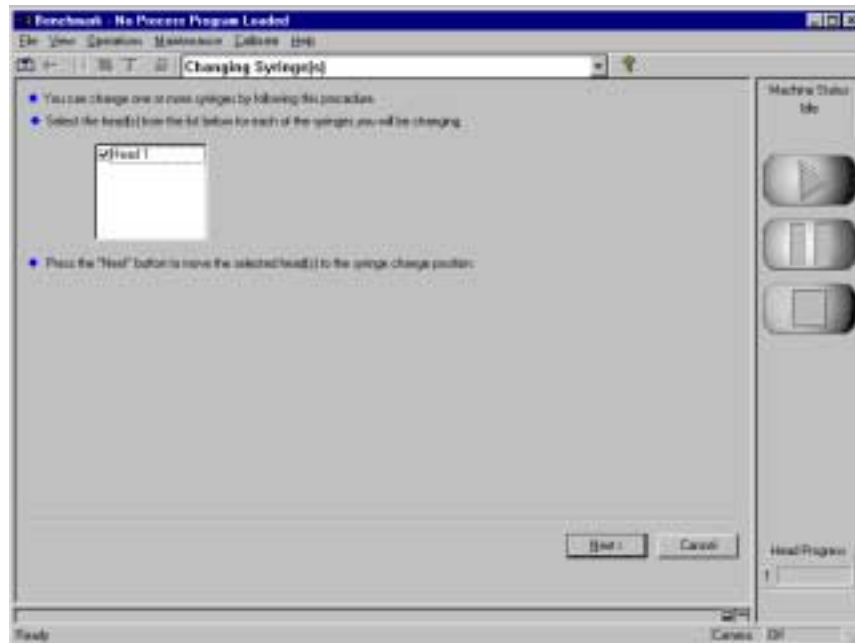 Benchmark - No Process Program Loaded
File View Operations Maintenance Calibrate Help
Changing Syringe(s)
You can change one or more syringes by following this procedure.
Select the head(s) from the list below for each of the syringes you will be changing.
Head 1
Press the "Next" button to move the selected head(s) to the syringe change position.
Next >
Cancel
Machine Status
Idle
Head Progress
1
Ready
Camera Off